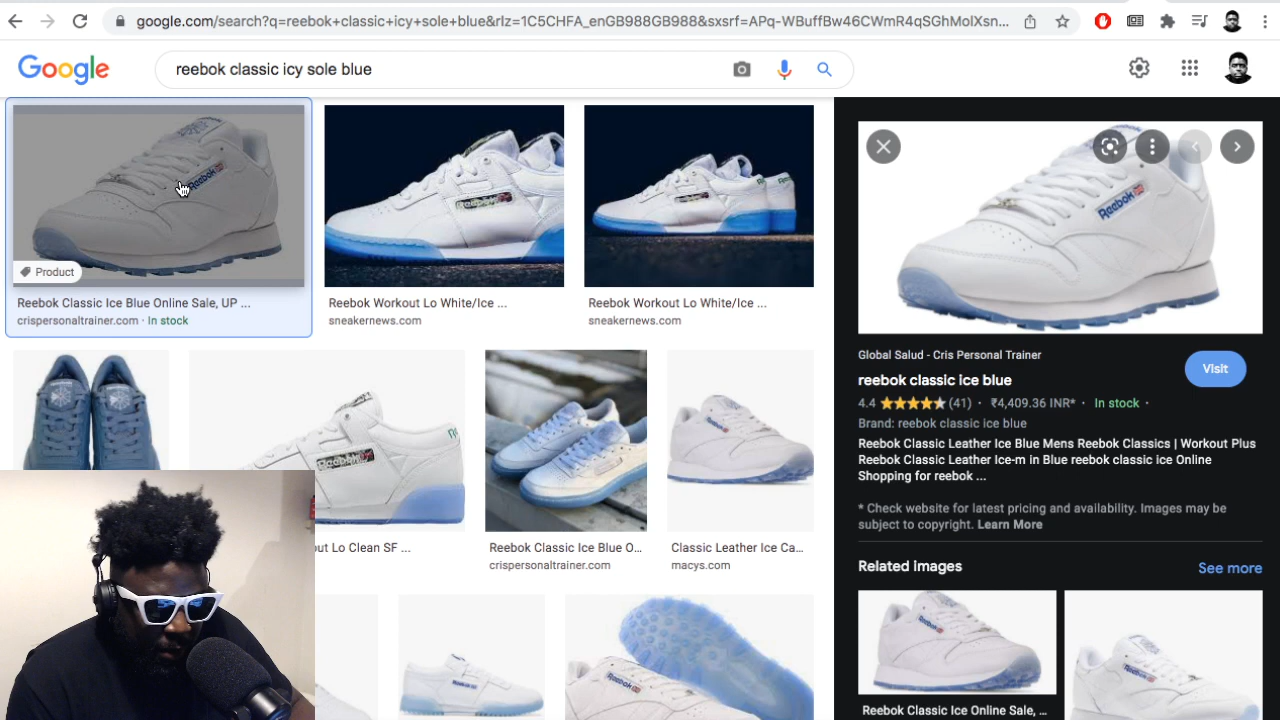 google.com/search?q=reebok+classic+icy+sole+blue&rlz=1C5CHFA_enGB988GB988&sxsrf=APq-WBuffBw46CWmR4qSGhMolXsn...
Google
reebok classic icy sole blue
Product
Reebok Classic Ice Blue Online Sale, UP ...
crispersonaltrainer.com · In stock
Reebok Workout Lo White/Ice ...
sneakernews.com
Reebok Workout Lo White/Ice ...
sneakernews.com
out Lo Clean SF ...
Reebok Classic Ice Blue O...
crispersonaltrainer.com
Classic Leather Ice Ca...
macys.com
Reebok
Global Salud - Cris Personal Trainer
reebok classic ice blue
Visit
4.4 ★★★★★ (41) · ₹4,409.36 INR* · In stock ·
Brand: reebok classic ice blue
Reebok Classic Leather Ice Blue Mens Reebok Classics | Workout Plus
Reebok Classic Leather Ice-m in Blue reebok classic ice Online
Shopping for reebok ...
* Check website for latest pricing and availability. Images may be
subject to copyright. Learn More
Related Images
See more
Reebok Classic Ice Online Sale, ...